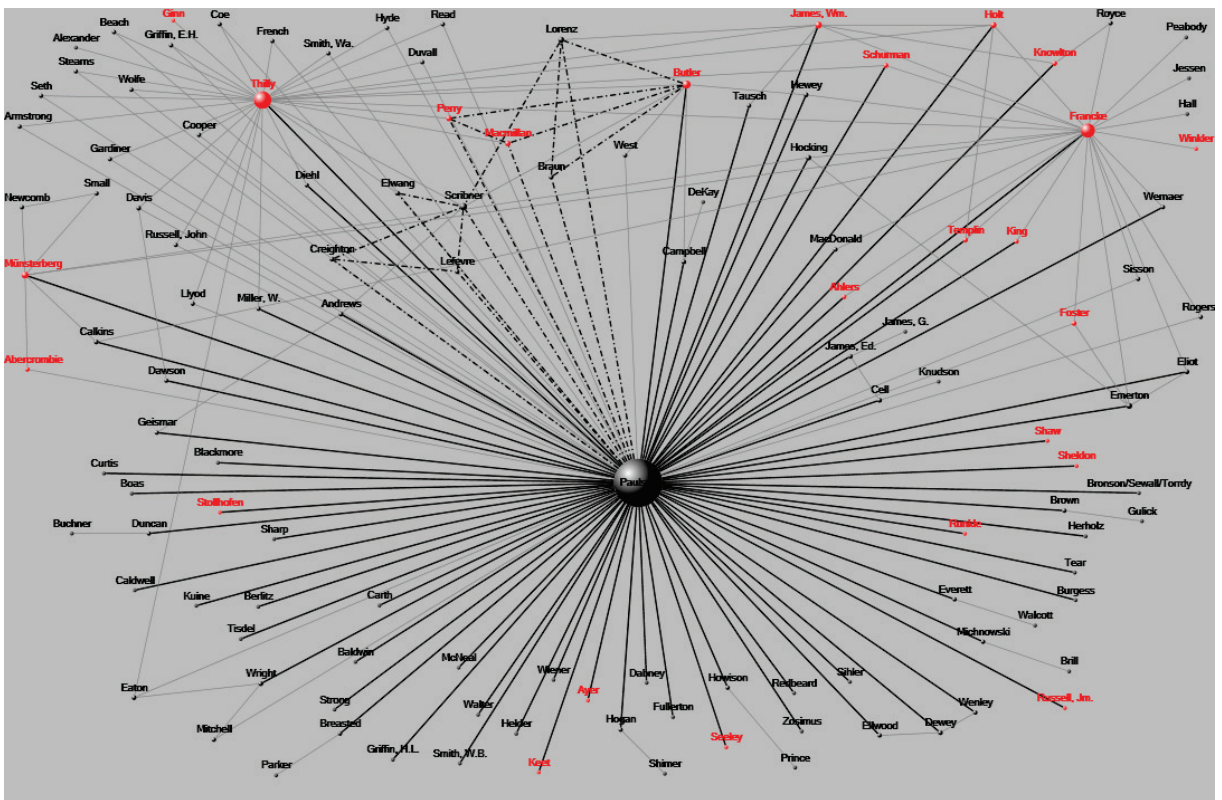 Ginn
Coe
Hyde
Read
Lorenz
James, Wm.
Holt
Royce
Beach
Peabody
Griffin, E.H.
French
Alexander
Smith, Wa.
Duvall
Schurman
Knowlton
Stearns
Wolfe
Thilly
Butler
Jessen
Seth
Tausch
Hewey
Hall
Armstrong
Cooper
Perry
Macmillan
Francke
Winkler
Gardiner
West
Hocking
Diehl
Braun
Newcomb
Small
Davis
Elwang
Scribner
DeKay
Wernaer
Russell, John
Creighton
Lefevre
Campbell
MacDonald
Tamplin
King
Münsterberg
Sisson
Llyod
Miller, W.
Andrews
Ahlers
Foster
Rogers
Calkins
James, G.
James, Ed.
Abercrombie
Dawson
Knudson
Cell
Eliot
Emerton
Geismar
Shaw
Blackmore
Sheldon
Curtis
Boas
Pauls
Bronson/Sewall/Torrdy
Stollhofen
Brown
Gulick
Buchner
Duncan
Sharp
Runkle
Herholz
Tear
Caldwell
Kuine
Berlitz
Carth
Everett
Burgess
Walcott
Tisdel
Michnowski
Baldwin
McNeal
Brill
Eaton
Wright
Wiener
Dabney
Howison
Redbeard
Sihler
Strong
Ayer
Russell, Jm.
Mitchell
Breasted
Walter
Helder
Hogan
Fullerton
Zosimus
Wenley
Ellwood
Dewey
Griffin, H.L.
Smith, W.B.
Seeley
Parker
Keet
Shimer
Prince